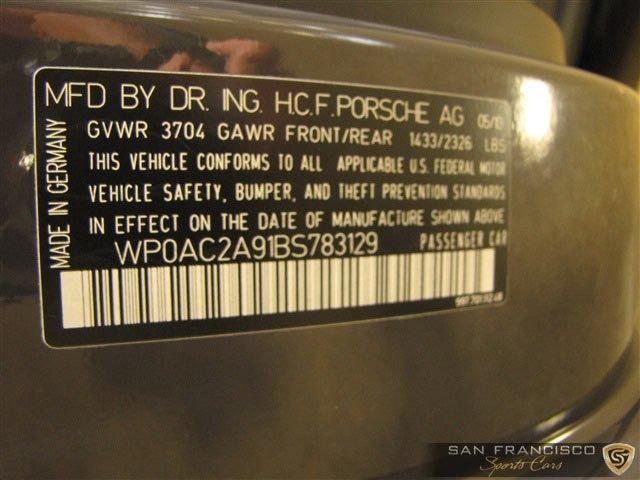 MFD BY DR. ING. H.C.F. PORSCHE AG 05/10
GVWR 3704 GAWR FRONT/REAR 1433/2326 LBS
THIS VEHICLE CONFORMS TO ALL APPLICABLE U.S. FEDERAL MOTOR
VEHICLE SAFETY, BUMPER, AND THEFT PREVENTION STANDARDS
IN EFFECT ON THE DATE OF MANUFACTURE SHOWN ABOVE
WP0AC2A91BS783129 PASSENGER CAR
MADE IN GERMANY
SAN FRANCISCO
Sports Cars